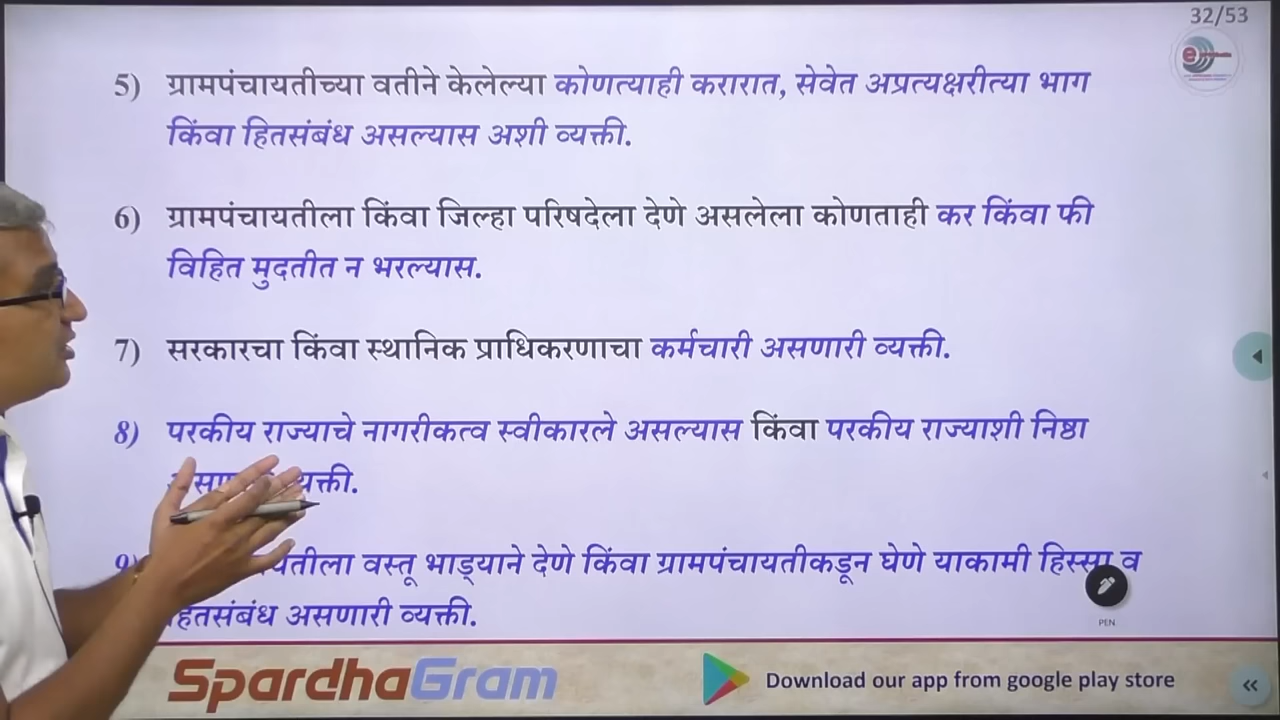 32/53
5) ग्रामपंचायतीच्या वतीने केलेल्या कोणत्याही करारात, सेवेत अप्रत्यक्षरीत्या भाग
किंवा हितसंबंध असल्यास अशी व्यक्ती.
6) ग्रामपंचायतीला किंवा जिल्हा परिषदेला देणे असलेला कोणताही कर किंवा फी
विहित मुदतीत न भरल्यास.
7) सरकारचा किंवा स्थानिक प्राधिकरणाचा कर्मचारी असणारी व्यक्ती.
8) परकीय राज्याचे नागरीकत्व स्वीकारले असल्यास किंवा परकीय राज्याशी निष्ठा
व्यक्ती.
9) वस्तू भाड्याने देणे किंवा ग्रामपंचायतीकडून घेणे याकामी हिस्सा व
हितसंबंध असणारी व्यक्ती.
PEN
SpardhaGram Download our app from google play store